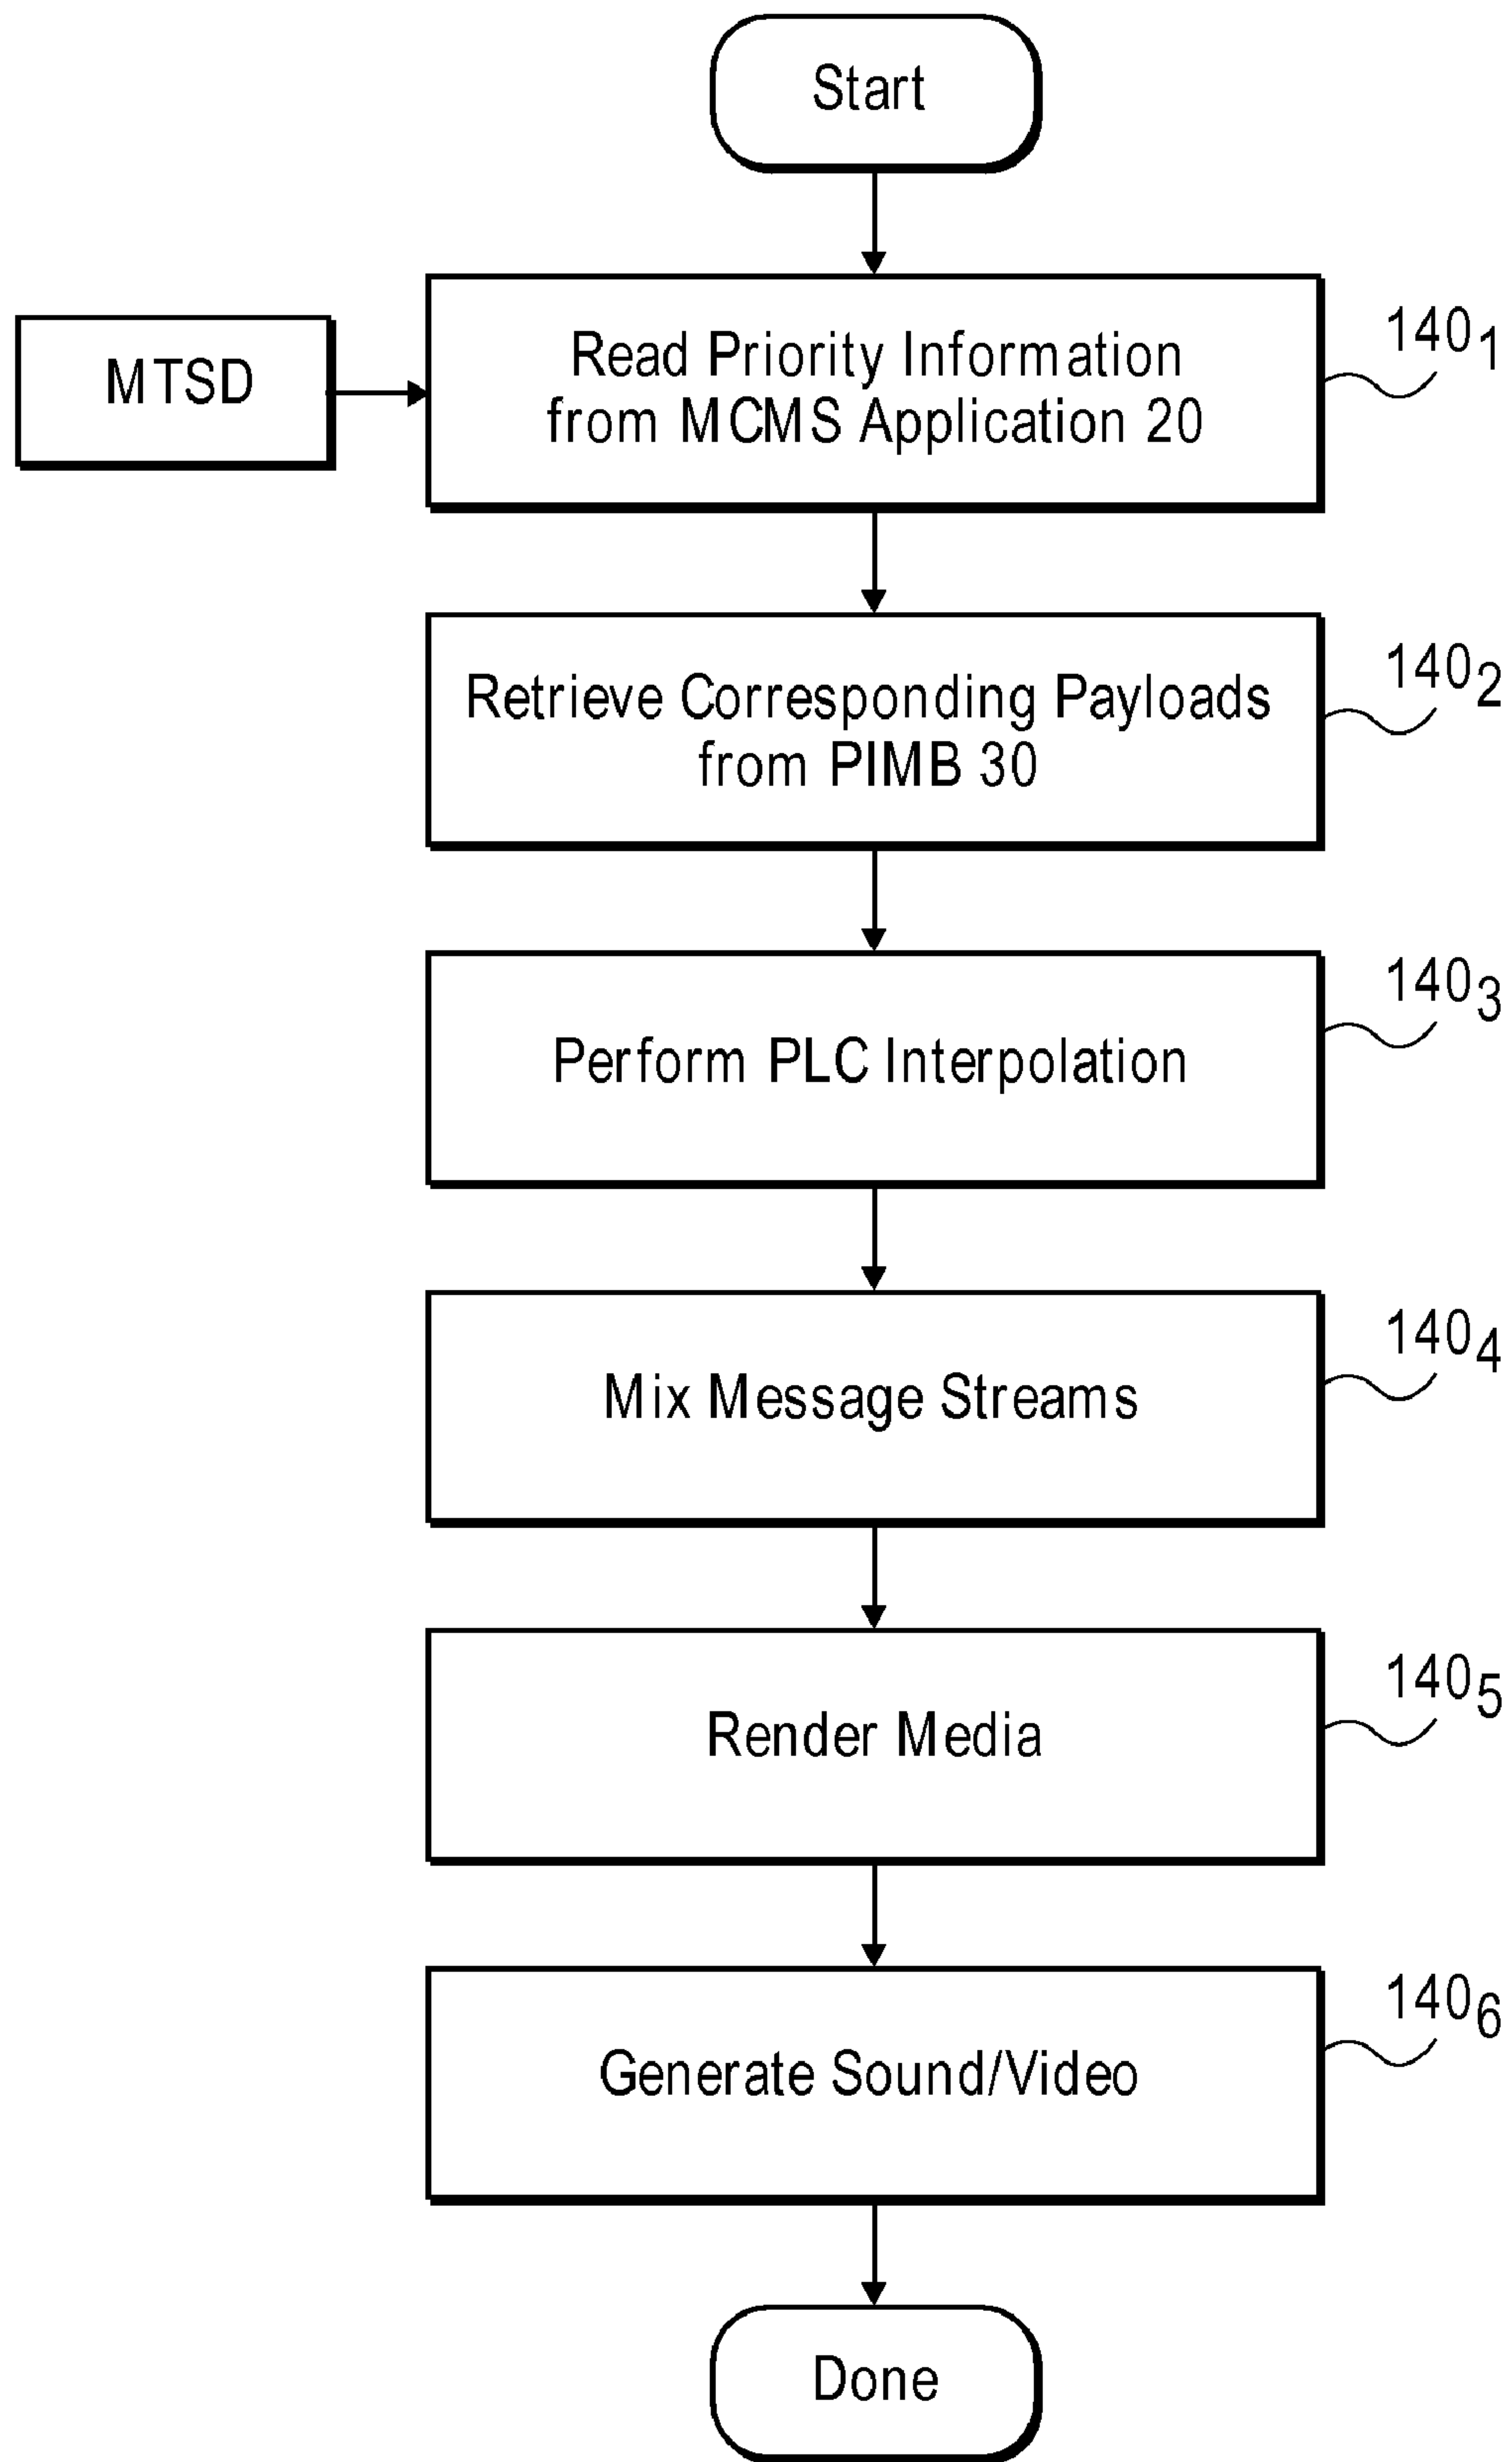 Start
MTSD
Read Priority Information
from MCMS Application 20
140₁
Retrieve Corresponding Payloads
from PIMB 30
140₂
Perform PLC Interpolation
140₃
Mix Message Streams
140₄
Render Media
140₅
Generate Sound/Video
140₆
Done